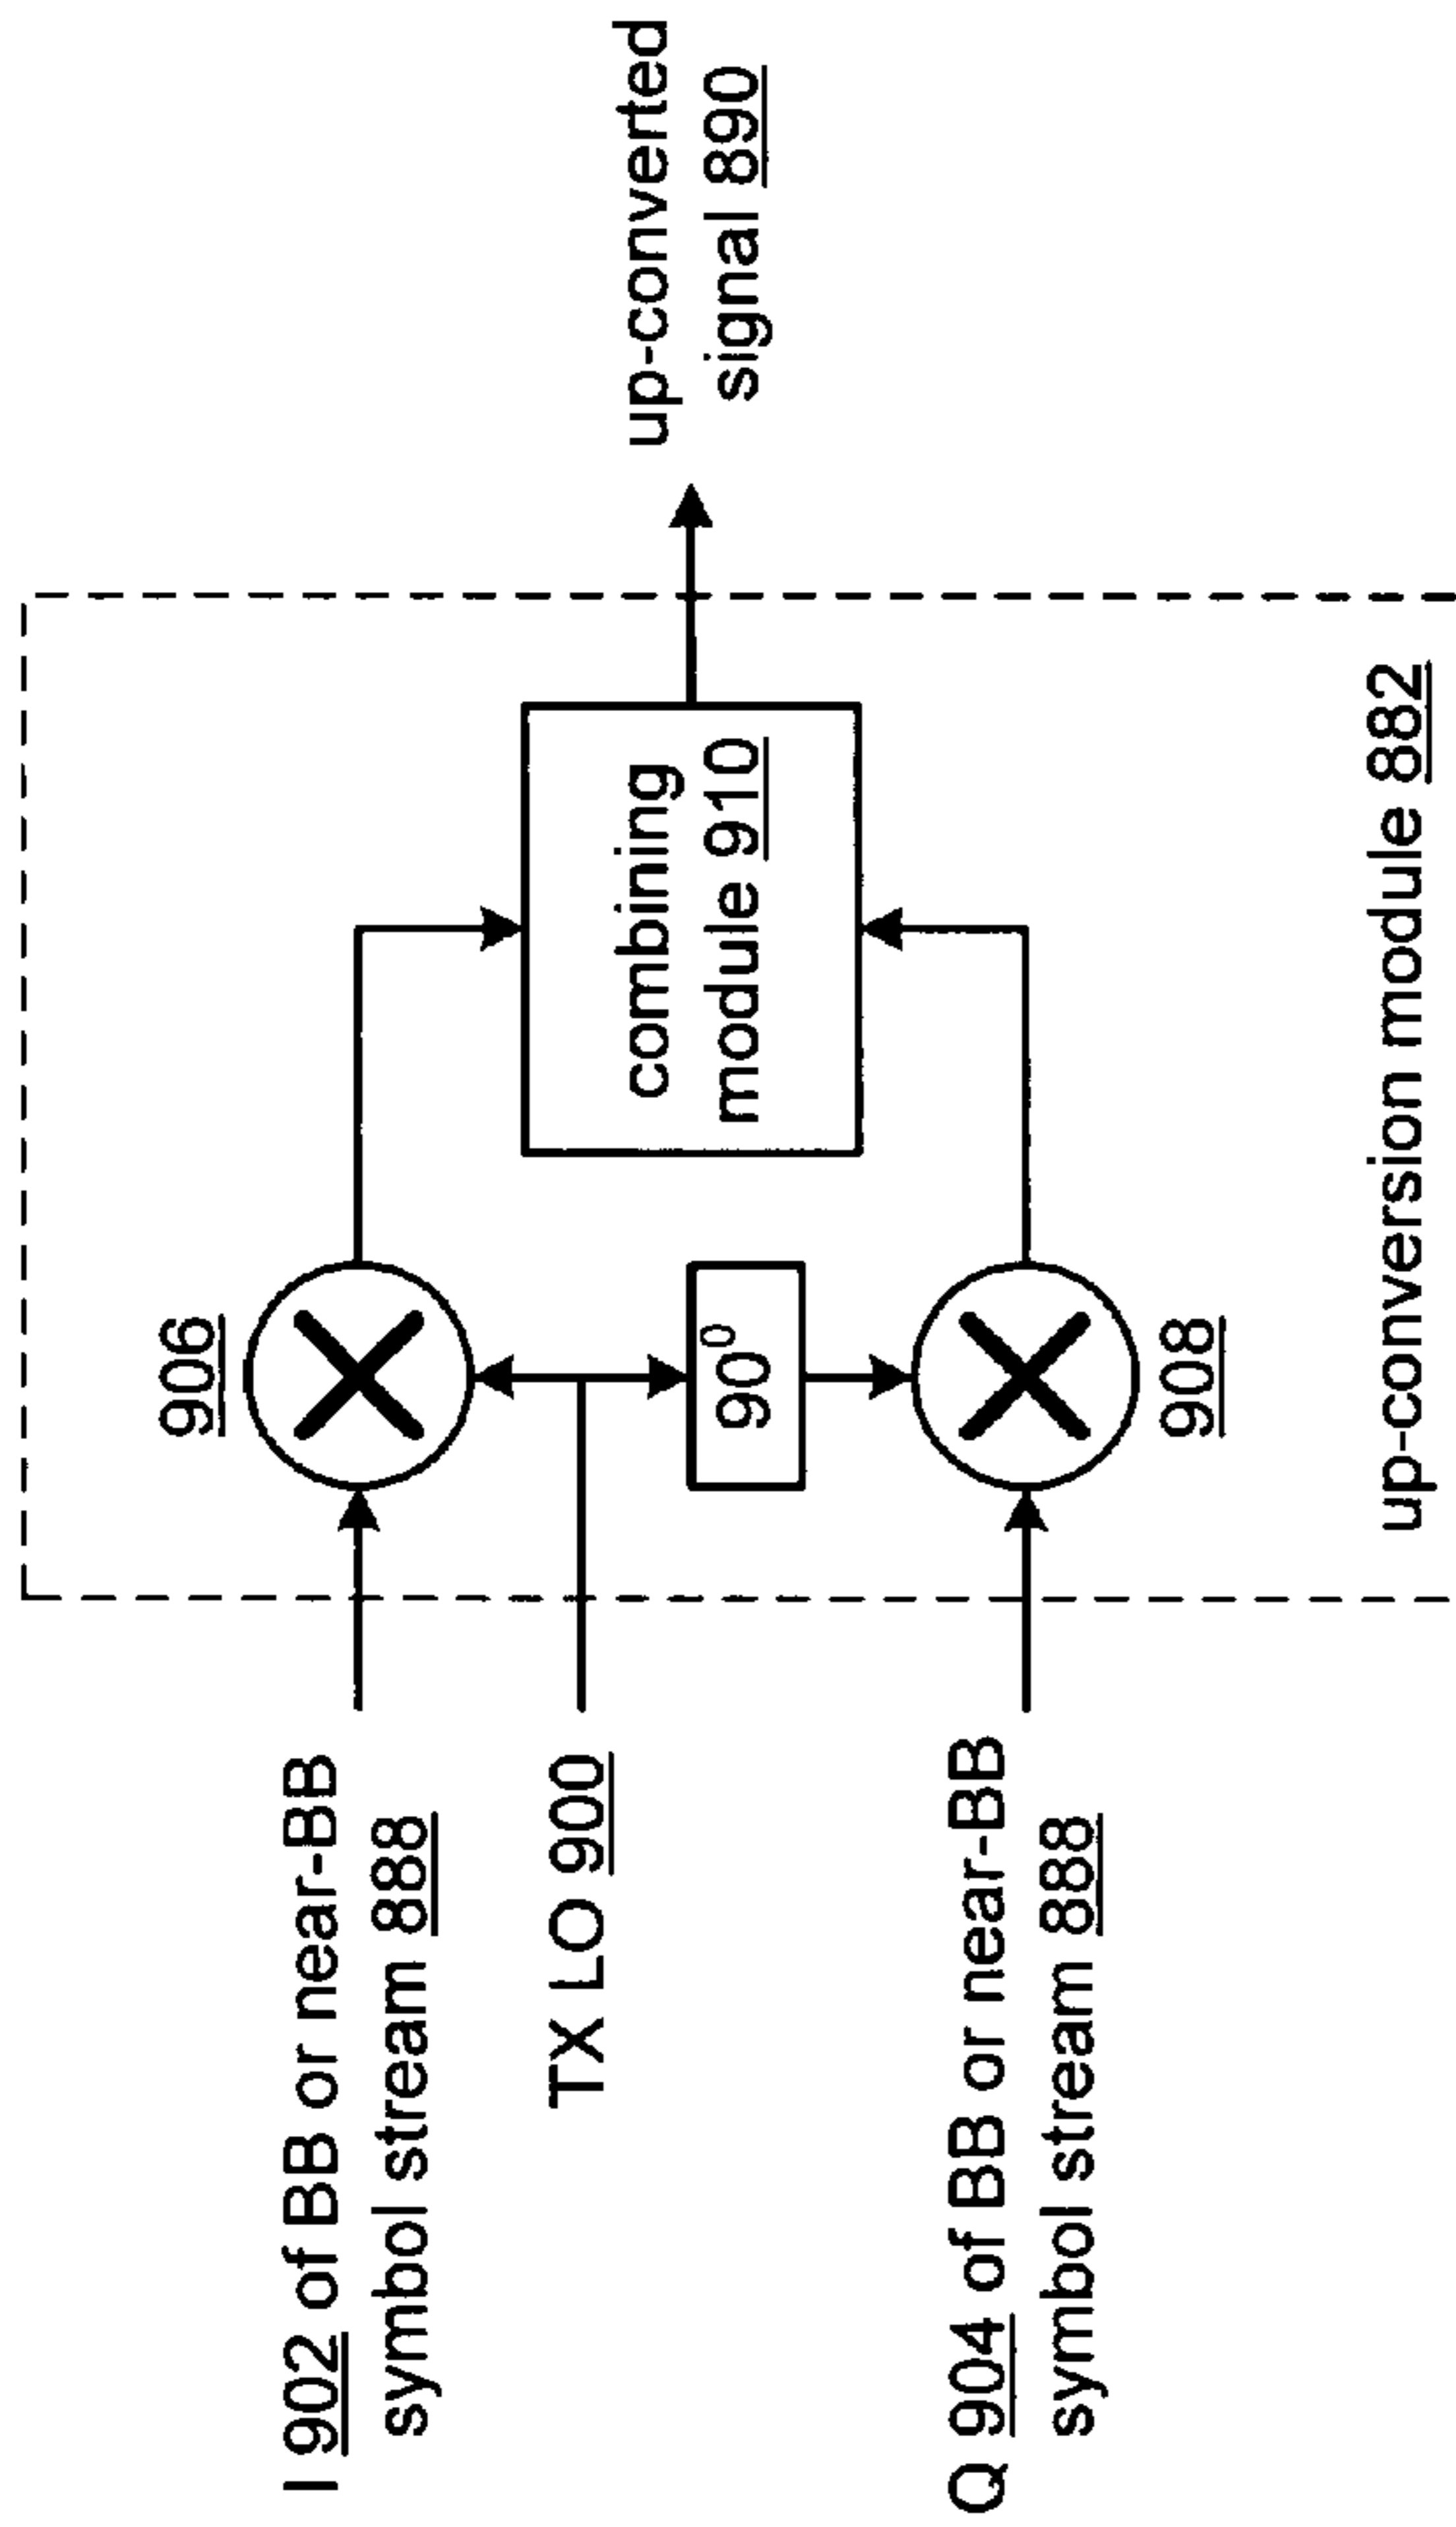 I 902 of BB or near-BB
symbol stream 888
TX LO 900
Q 904 of BB or near-BB
symbol stream 888
906
90⁰
908
combining
module 910
up-conversion module 882
up-converted
signal 890